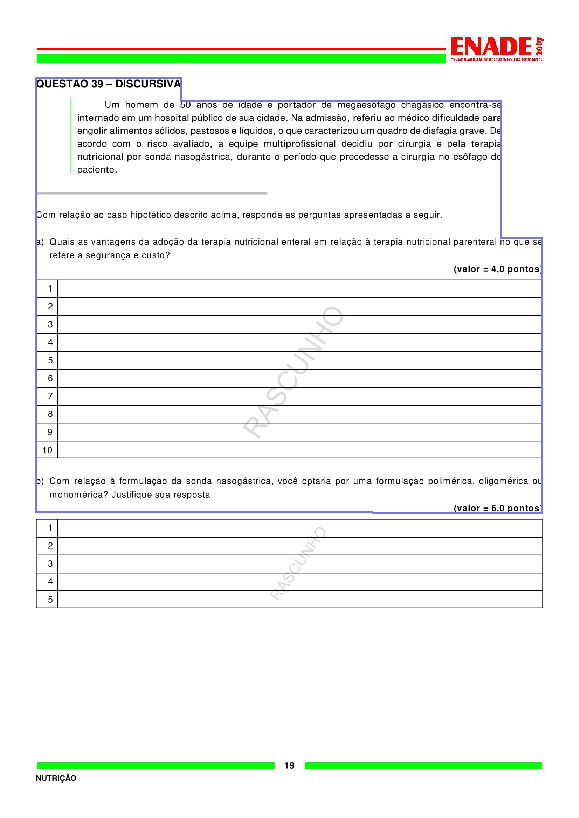 ENADE 2007
QUESTÃO 39 – DISCURSIVA
Um homem de 50 anos de idade e portador de megaesôfago chagásico encontra-se
internado em um hospital público de sua cidade. Na admissão, referiu ao médico dificuldade para
engolir alimentos sólidos, pastosos e líquidos, o que caracterizou um quadro de disfagia grave. De
acordo com o risco avaliado, a equipe multiprofissional decidiu por cirurgia e pela terapia
nutricional por sonda nasogástrica, durante o período que precedesse a cirurgia no esôfago do
paciente.
Com relação ao caso hipotético descrito acima, responda as perguntas apresentadas a seguir.
a) Quais as vantagens da adoção da terapia nutricional enteral em relação à terapia nutricional parenteral no que se
refere a segurança e custo?
(valor = 4,0 pontos)
1
2
3
4
5
6
7
8
9
10
RASCUNHO
b) Com relação à formulação da sonda nasogástrica, você optaria por uma formulação polimérica, oligomérica ou
monomérica? Justifique sua resposta.
(valor = 6,0 pontos)
1
2
3
4
5
RASCUNHO
19
NUTRIÇÃO